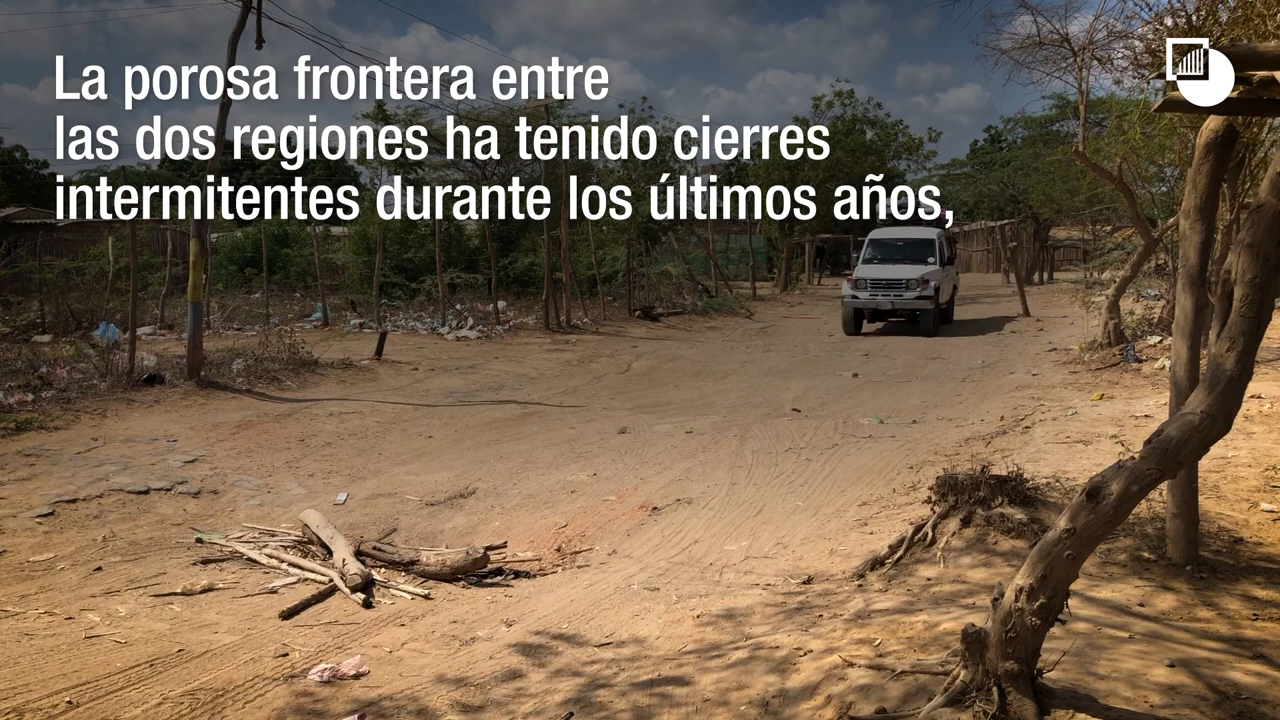 La porosa frontera entre
las dos regiones ha tenido cierres
intermitentes durante los últimos años,